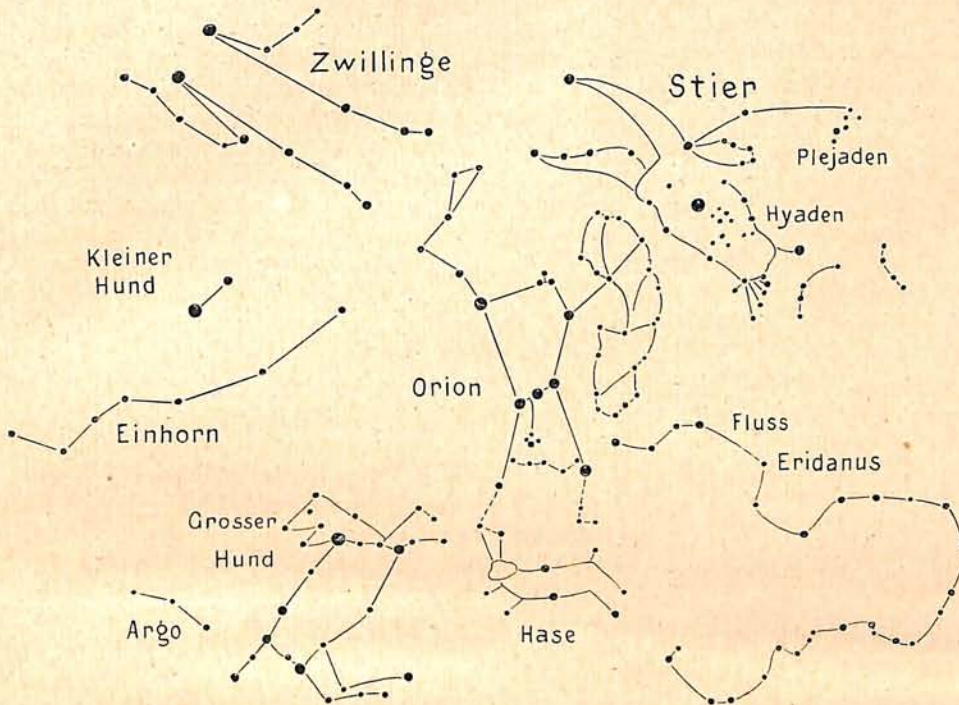 Zwillinge
Stier
Plejaden
Hyaden
Kleiner
Hund
Orion
Einhorn
Fluss
Eridanus
Grosser
Hund
Argo
Hase